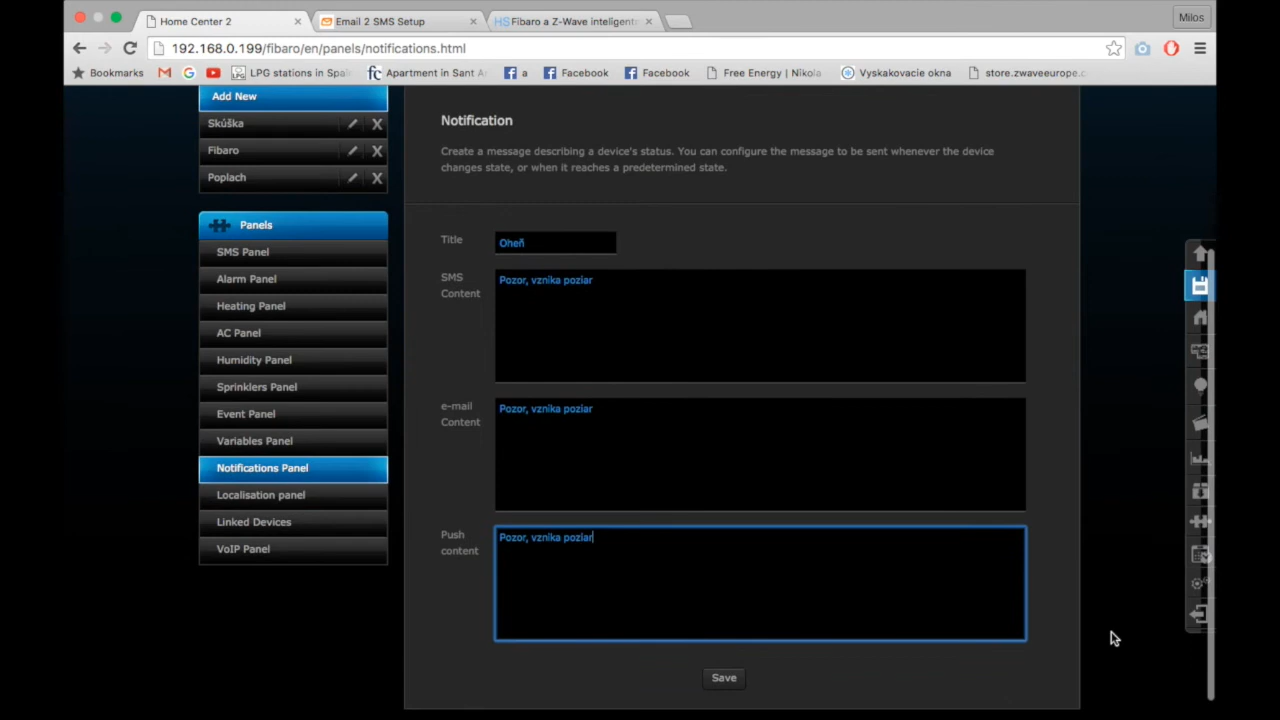 Home Center 2
Email 2 SMS Setup
Fibaro a Z-Wave inteligentn
Milos
192.168.0.199/fibaro/en/panels/notifications.html
Bookmarks
LPG stations in Spai
Apartment in Sant A
a
Facebook
Facebook
Free Energy | Nikola
Vyskakovacie okna
store.zwaveeurope.c
Add New
Skúška
Fibaro
Poplach
Panels
SMS Panel
Alarm Panel
Heating Panel
AC Panel
Humidity Panel
Sprinklers Panel
Event Panel
Variables Panel
Notifications Panel
Localisation panel
Linked Devices
VoIP Panel
Notification
Create a message describing a device's status. You can configure the message to be sent whenever the device
changes state, or when it reaches a predetermined state.
Title
Oheň
SMS
Content
Pozor, vznika poziar
e-mail
Content
Pozor, vznika poziar
Push
content
Pozor, vznika poziar
Save